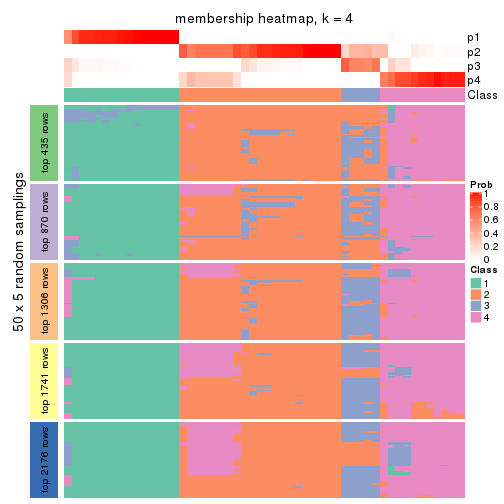 membership heatmap, k = 4
p1
p2
p3
p4
Class
50 x 5 random samplings
top 435 rows
top 870 rows
top 1306 rows
top 1741 rows
top 2176 rows
Prob
1
0.8
0.6
0.4
0.2
0
Class
1
2
3
4